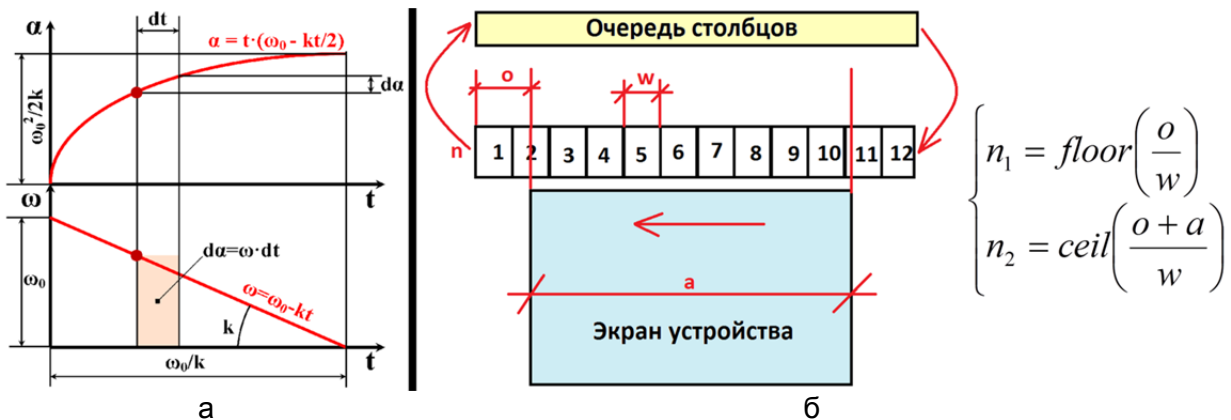 α
dt
α = t·(ω₀ - kt/2)
dα
ω₀²/2k
t
ω
dα=ω·dt
ω₀
ω=ω₀-kt
k
t
ω₀/k
а
Очередь столбцов
o
w
n
1 2 3 4 5 6 7 8 9 10 11 12
a
Экран устройства
б
n₁ = floor(o/w)
n₂ = ceil((o + a)/w)